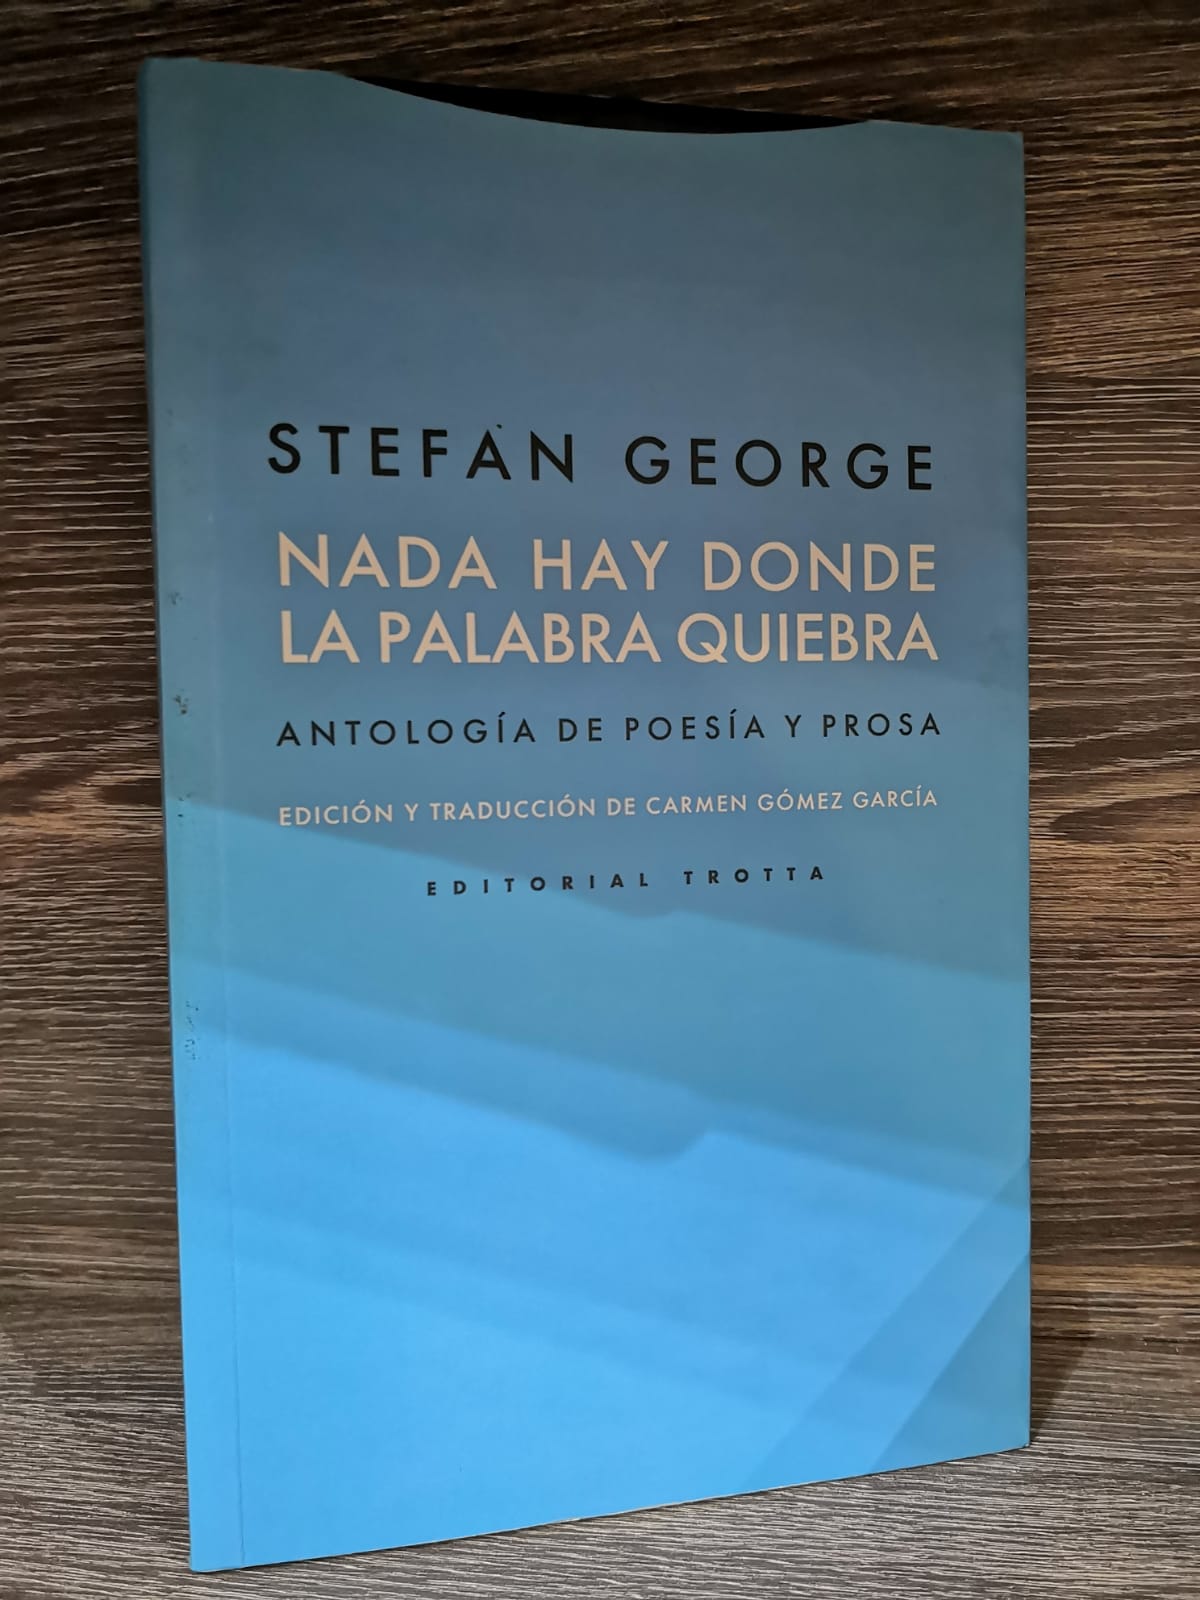 STEFAN GEORGE
NADA HAY DONDE
LA PALABRA QUIEBRA
ANTOLOGÍA DE POESÍA Y PROSA
EDICIÓN Y TRADUCCIÓN DE CARMEN GÓMEZ GARCÍA
EDITORIAL TROTTA